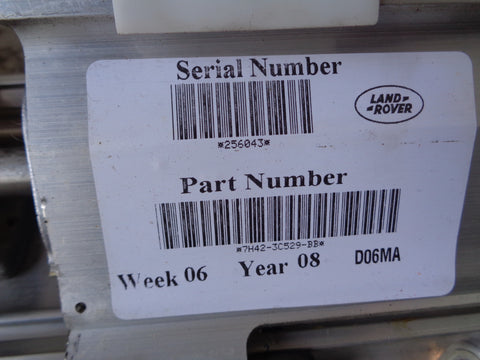 Serial Number
LAND-
-ROVER
*256043*
Part Number
*7H42-3C529-BB*
Week 06 Year 08 D06MA